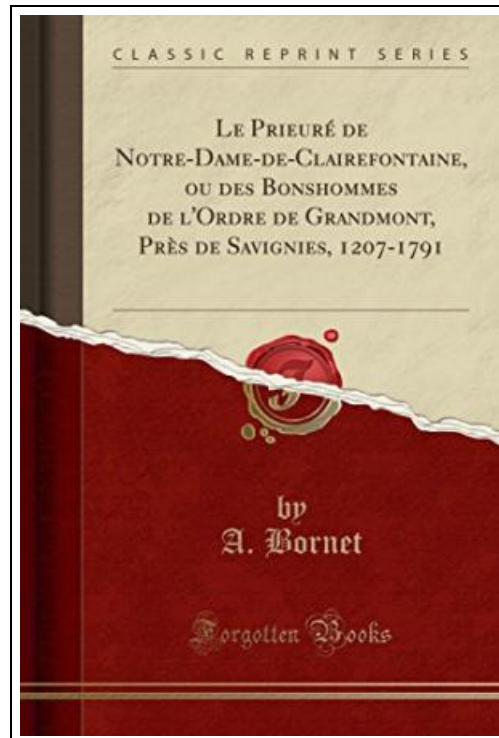 CLASSIC REPRINT SERIES
LE PRIEURÉ DE
NOTRE-DAME-DE-CLAIREFONTAINE,
OU DES BONSHOMMES
DE L'ORDRE DE GRANDMONT,
PRÈS DE SAVIGNIES, 1207-1791
by
A. Bornet
Forgotten Books